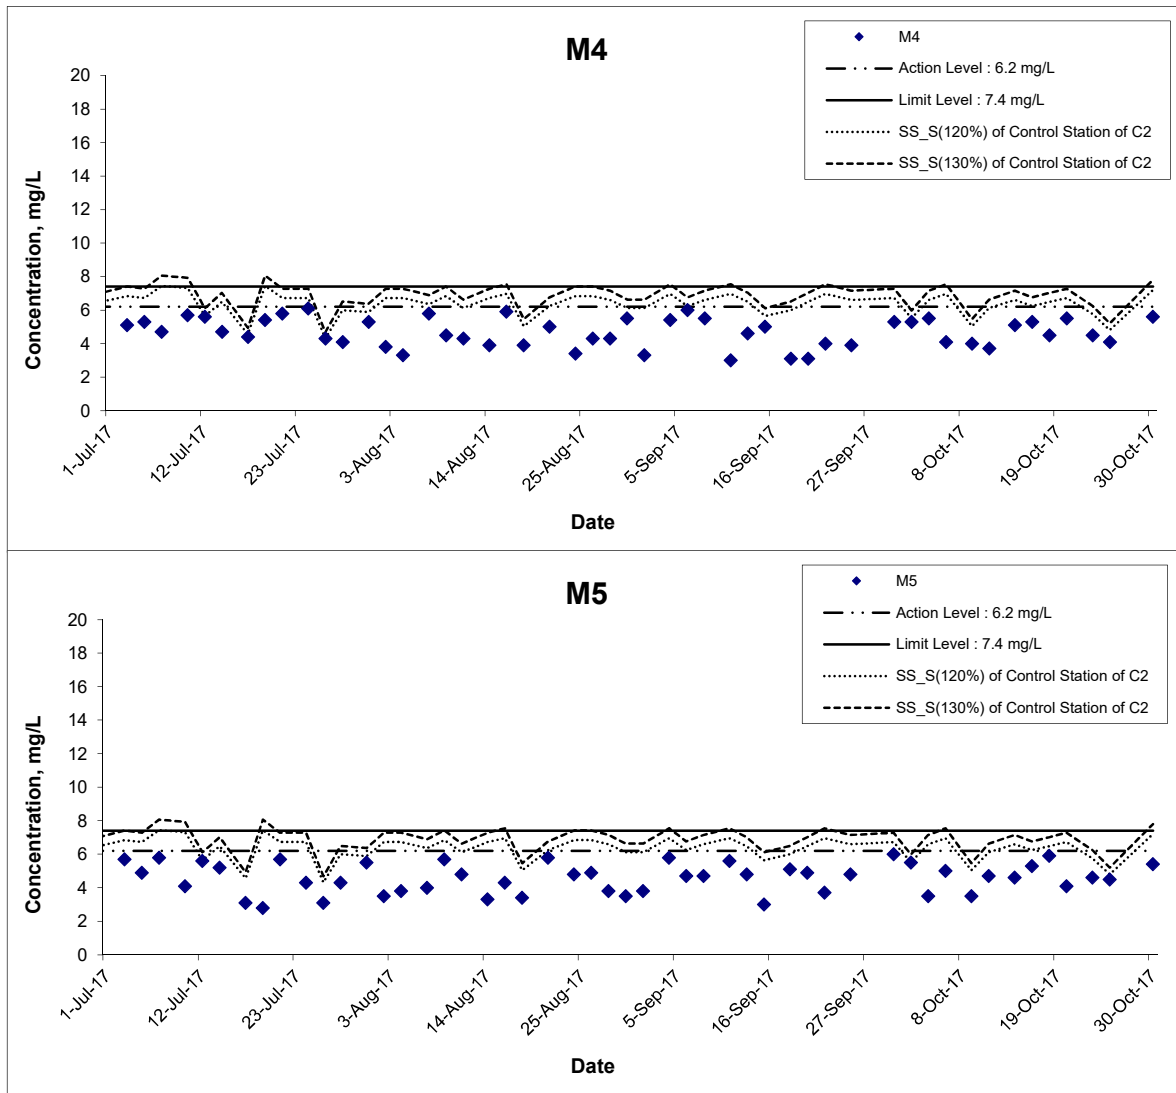 M4
M4
Action Level : 6.2 mg/L
Limit Level : 7.4 mg/L
SS_S(120%) of Control Station of C2
SS_S(130%) of Control Station of C2
Concentration, mg/L
20
18
16
14
12
10
8
6
4
2
0
1-Jul-17
12-Jul-17
23-Jul-17
3-Aug-17
14-Aug-17
25-Aug-17
5-Sep-17
16-Sep-17
27-Sep-17
8-Oct-17
19-Oct-17
30-Oct-17
Date
M5
M5
Action Level : 6.2 mg/L
Limit Level : 7.4 mg/L
SS_S(120%) of Control Station of C2
SS_S(130%) of Control Station of C2
Concentration, mg/L
20
18
16
14
12
10
8
6
4
2
0
1-Jul-17
12-Jul-17
23-Jul-17
3-Aug-17
14-Aug-17
25-Aug-17
5-Sep-17
16-Sep-17
27-Sep-17
8-Oct-17
19-Oct-17
30-Oct-17
Date